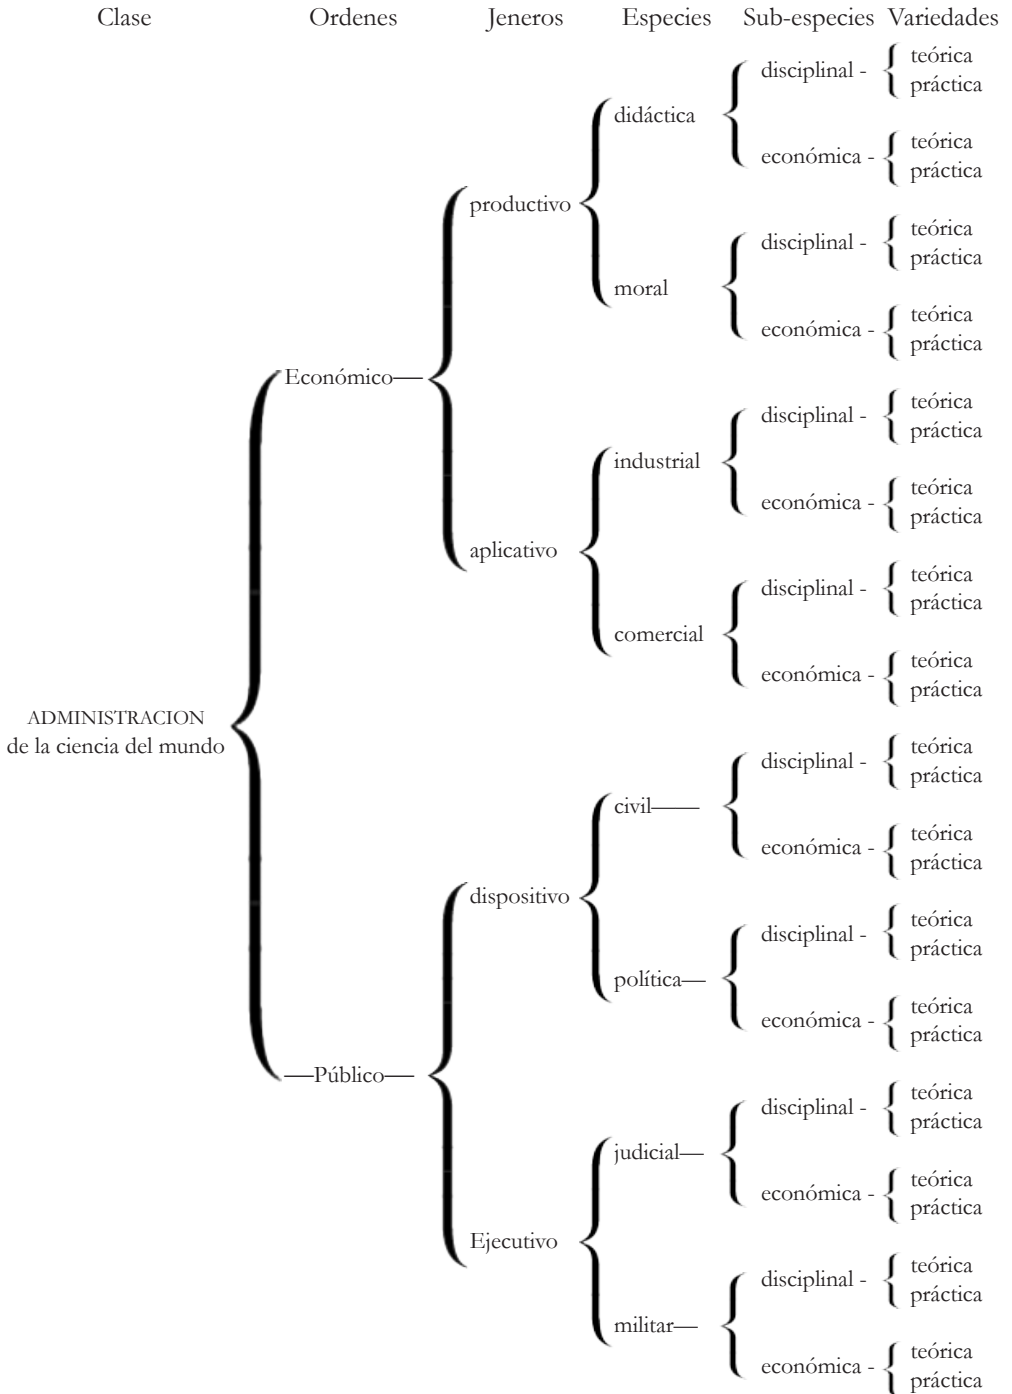 Clase Ordenes Jeneros Especies Sub-especies Variedades
teórica
disciplinal -
práctica
didáctica
teórica
económica -
práctica
productivo
teórica
disciplinal -
práctica
moral
teórica
económica -
práctica
Económico—
teórica
disciplinal -
práctica
industrial
teórica
económica -
práctica
aplicativo
teórica
disciplinal -
práctica
comercial
teórica
económica -
práctica
ADMINISTRACION
de la ciencia del mundo
teórica
disciplinal -
práctica
civil——
teórica
económica -
práctica
dispositivo
teórica
disciplinal -
práctica
política—
teórica
económica -
práctica
—Público—
teórica
disciplinal -
práctica
judicial—
teórica
económica -
práctica
Ejecutivo
teórica
disciplinal -
práctica
militar—
teórica
económica -
práctica